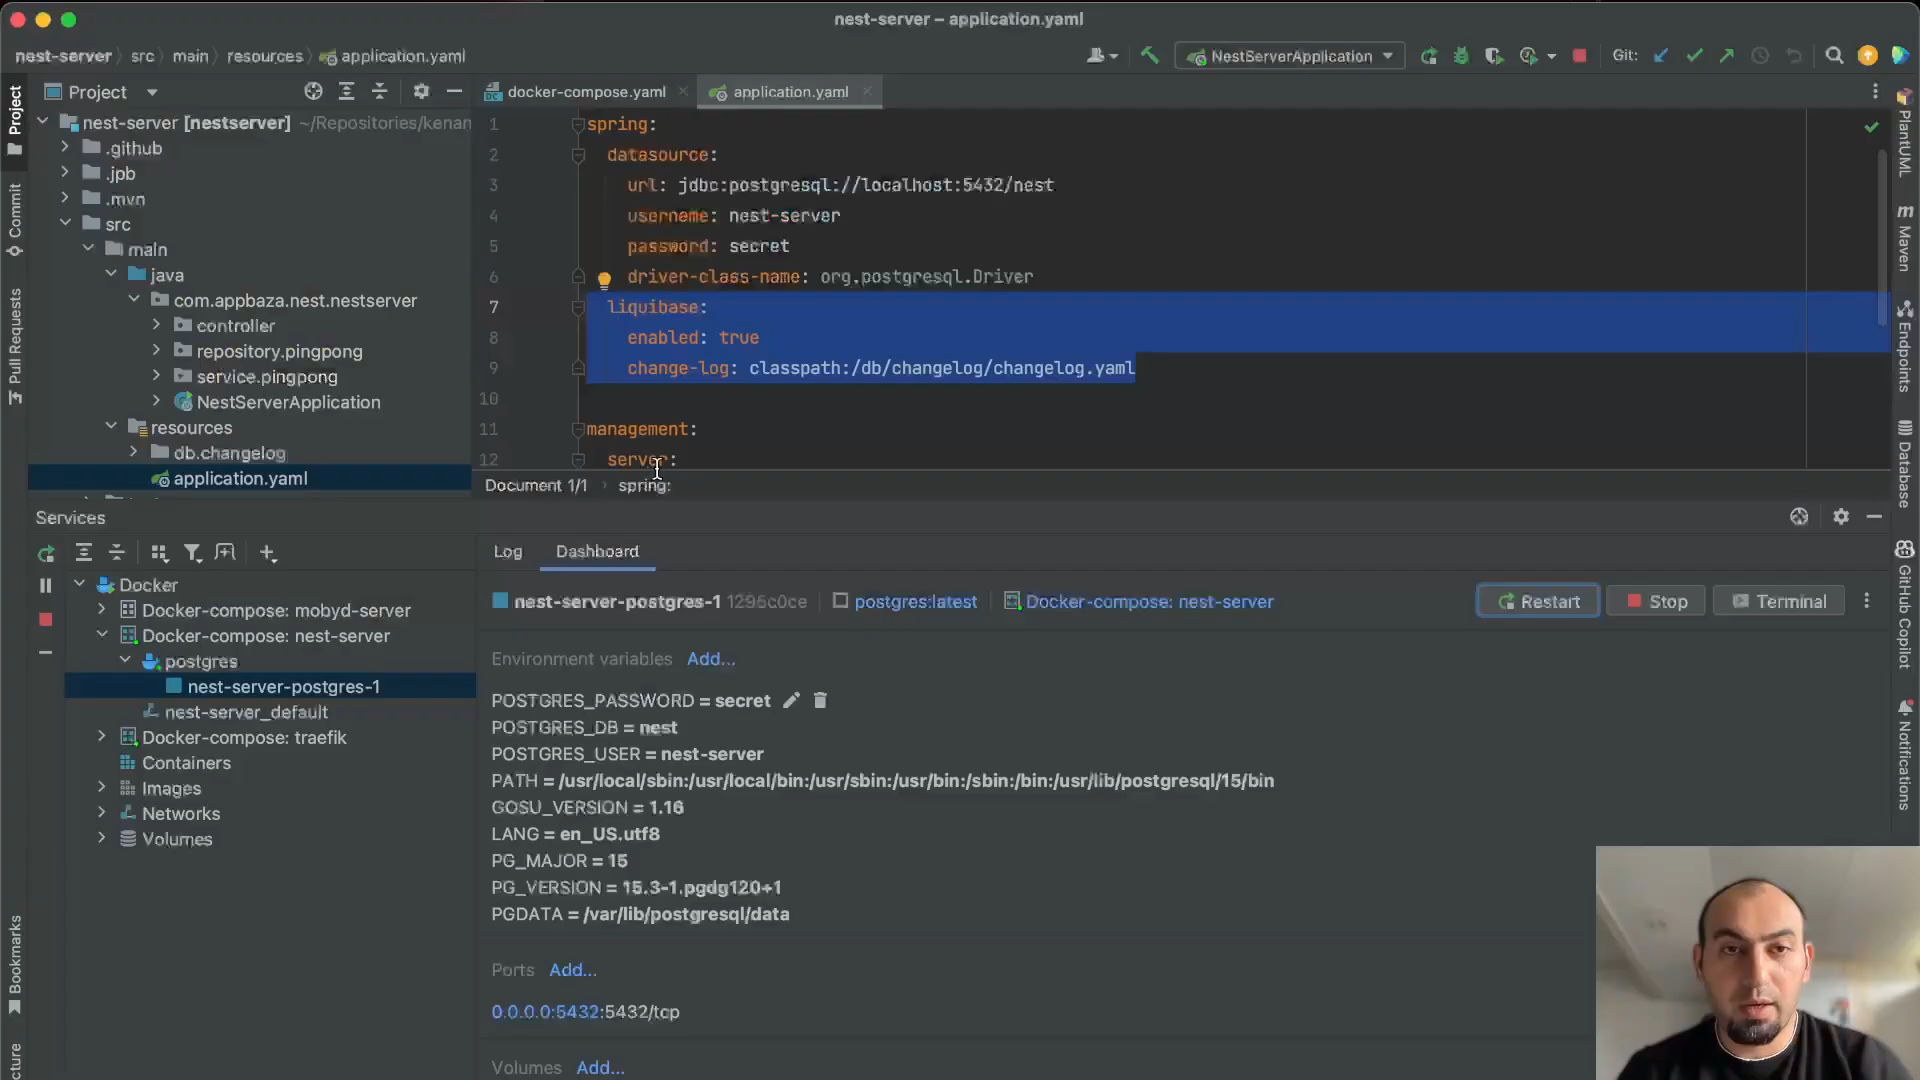 nest-server – application.yaml
nest-server › src › main › resources › application.yaml
NestServerApplication
Git:
Project
docker-compose.yaml
application.yaml
nest-server [nestserver] ~/Repositories/kenan
.github
.jpb
.mvn
src
main
java
com.appbaza.nest.nestserver
controller
repository.pingpong
service.pingpong
NestServerApplication
resources
db.changelog
application.yaml
1 spring:
2 datasource:
3 url: jdbc:postgresql://localhost:5432/nest
4 username: nest-server
5 password: secret
6 driver-class-name: org.postgresql.Driver
7 liquibase:
8 enabled: true
9 change-log: classpath:/db/changelog/changelog.yaml
10
11 management:
12 server:
Document 1/1 › spring:
Services
Docker
Docker-compose: mobyd-server
Docker-compose: nest-server
postgres
nest-server-postgres-1
nest-server_default
Docker-compose: traefik
Containers
Images
Networks
Volumes
Log
Dashboard
nest-server-postgres-1 1295c0ce
postgres:latest
Docker-compose: nest-server
Restart
Stop
Terminal
Environment variables Add...
POSTGRES_PASSWORD = secret
POSTGRES_DB = nest
POSTGRES_USER = nest-server
PATH = /usr/local/sbin:/usr/local/bin:/usr/sbin:/usr/bin:/sbin:/bin:/usr/lib/postgresql/15/bin
GOSU_VERSION = 1.16
LANG = en_US.utf8
PG_MAJOR = 15
PG_VERSION = 15.3-1.pgdg120+1
PGDATA = /var/lib/postgresql/data
Ports Add...
0.0.0.0:5432:5432/tcp
Volumes Add...
Project
Commit
Pull Requests
Bookmarks
PlantUML
Maven
Endpoints
Database
GitHub Copilot
Notifications